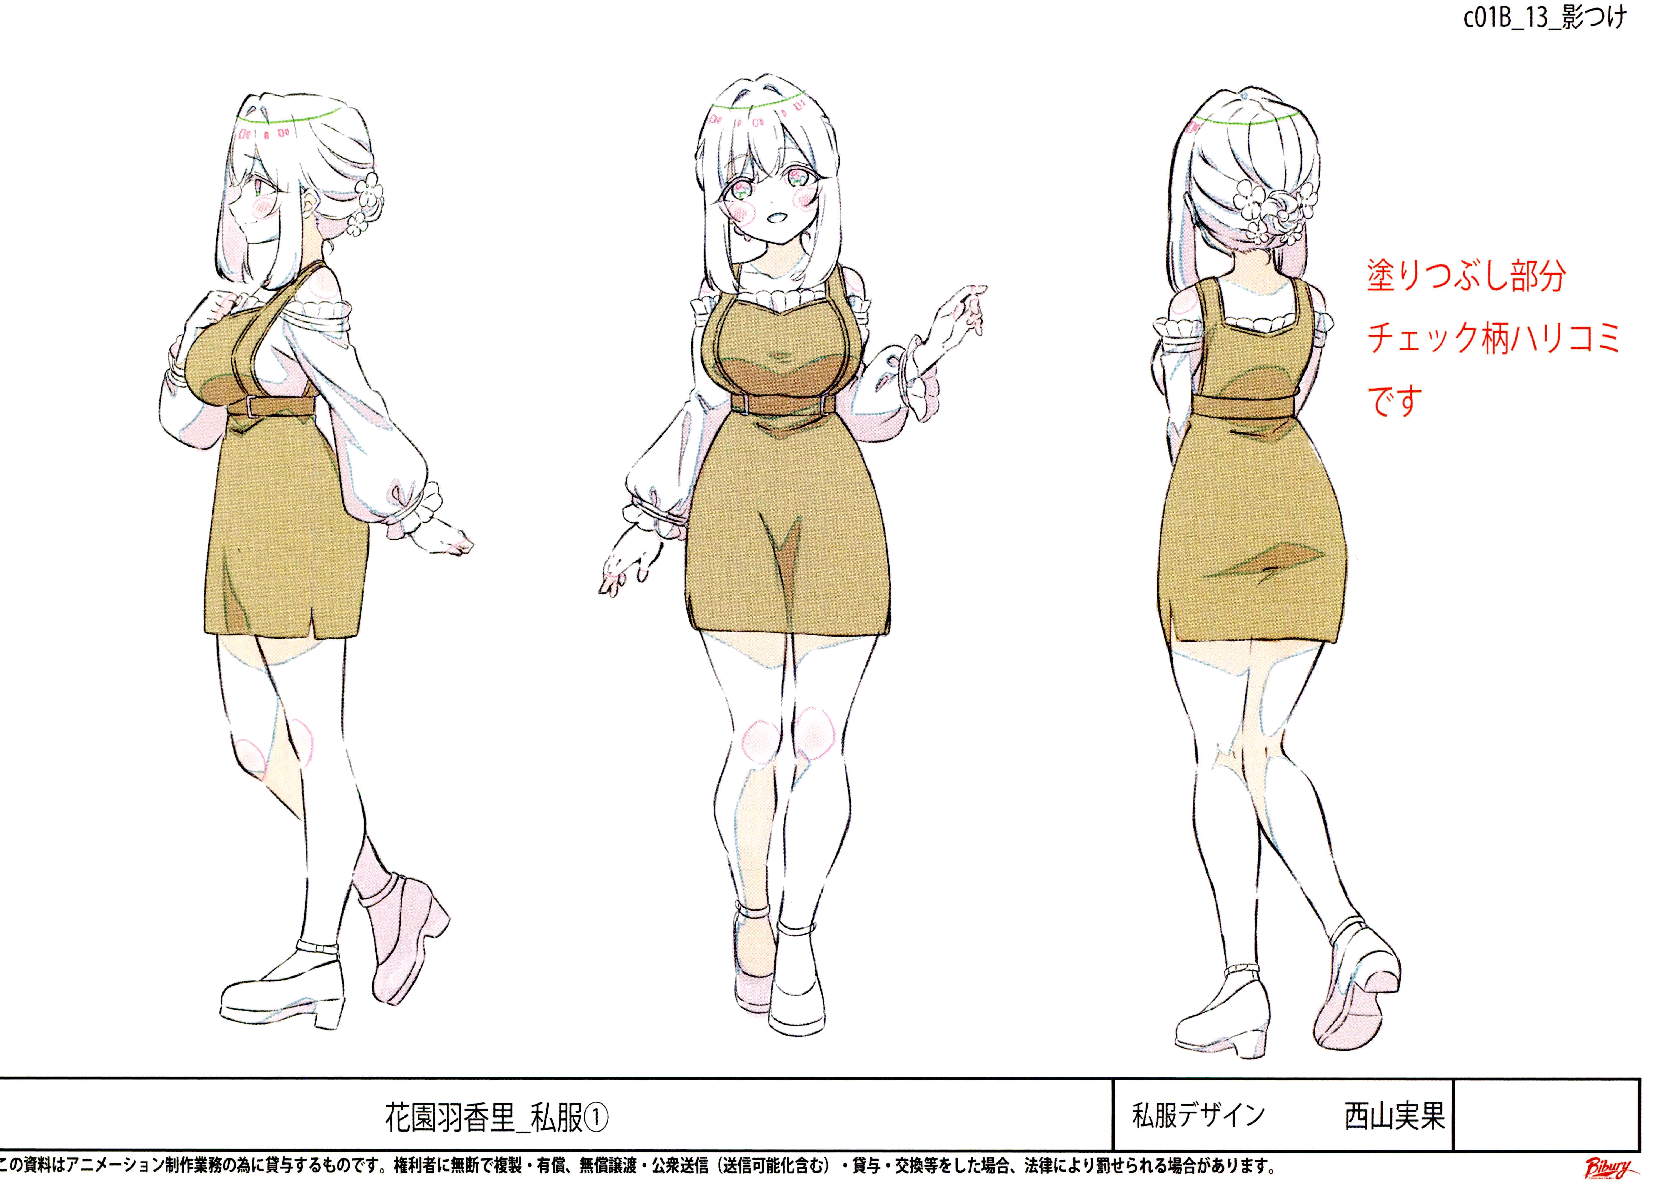 c01B_13_影つけ
塗りつぶし部分
チェック柄ハリコミ
です
花園羽香里_私服①
私服デザイン 西山実果
この資料はアニメーション制作業務の為に貸与するものです。権利者に無断で複製・有償、無償譲渡・公衆送信（送信可能化含む）・貸与・交換等をした場合、法律により罰せられる場合があります。
Bibury